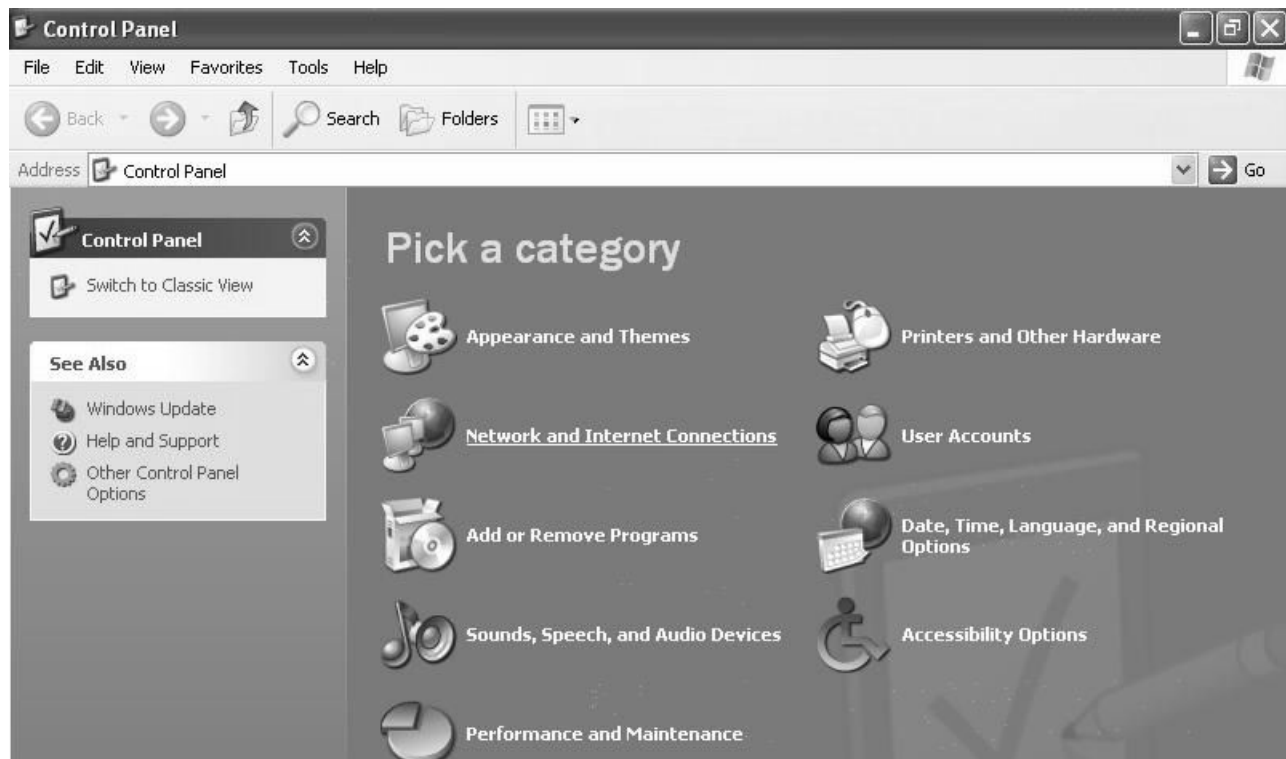 Control Panel
File Edit View Favorites Tools Help
Back Search Folders
Address Control Panel Go
Control Panel
Switch to Classic View
See Also
Windows Update
Help and Support
Other Control Panel
Options
Pick a category
Appearance and Themes
Printers and Other Hardware
Network and Internet Connections
User Accounts
Add or Remove Programs
Date, Time, Language, and Regional
Options
Sounds, Speech, and Audio Devices
Accessibility Options
Performance and Maintenance